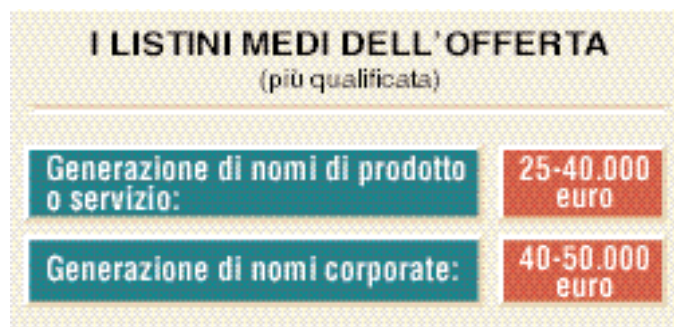 I LISTINI MEDI DELL'OFFERTA
(più qualificata)
Generazione di nomi di prodotto
o servizio:
25-40.000
euro
Generazione di nomi corporate:
40-50.000
euro